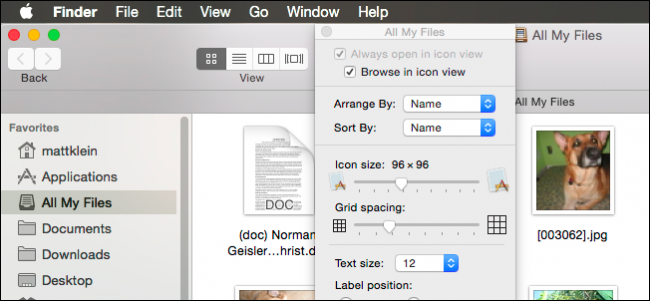 Finder File Edit View Go Window Help
All My Files
All My Files
Back
View
Always open in icon view
Browse in icon view
Arrange By: Name
All My Files
Sort By: Name
Favorites
mattklein
Applications
All My Files
Documents
Downloads
Desktop
DOC
(doc) Norman
Geisler...hrist.d
Icon size: 96 × 96
Grid spacing:
Text size: 12
Label position:
[003062].jpg